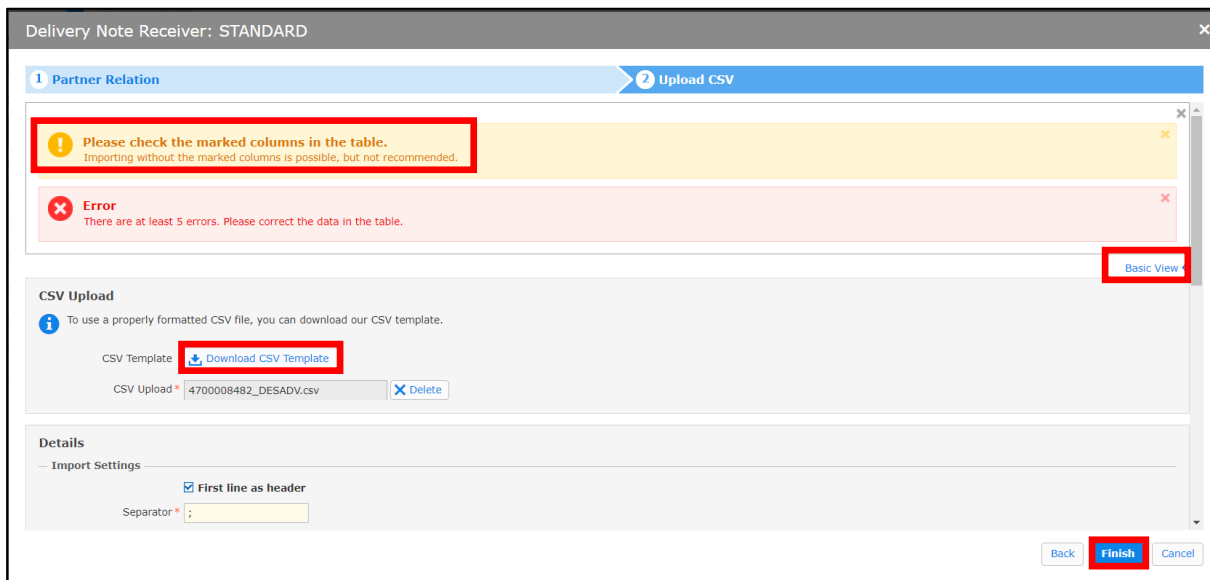 Delivery Note Receiver: STANDARD
1 Partner Relation
2 Upload CSV
Please check the marked columns in the table.
Importing without the marked columns is possible, but not recommended.
Error
There are at least 5 errors. Please correct the data in the table.
Basic View
CSV Upload
To use a properly formatted CSV file, you can download our CSV template.
CSV Template Download CSV Template
CSV Upload * 4700008482_DESADV.csv Delete
Details
Import Settings
First line as header
Separator * ;
Back Finish Cancel